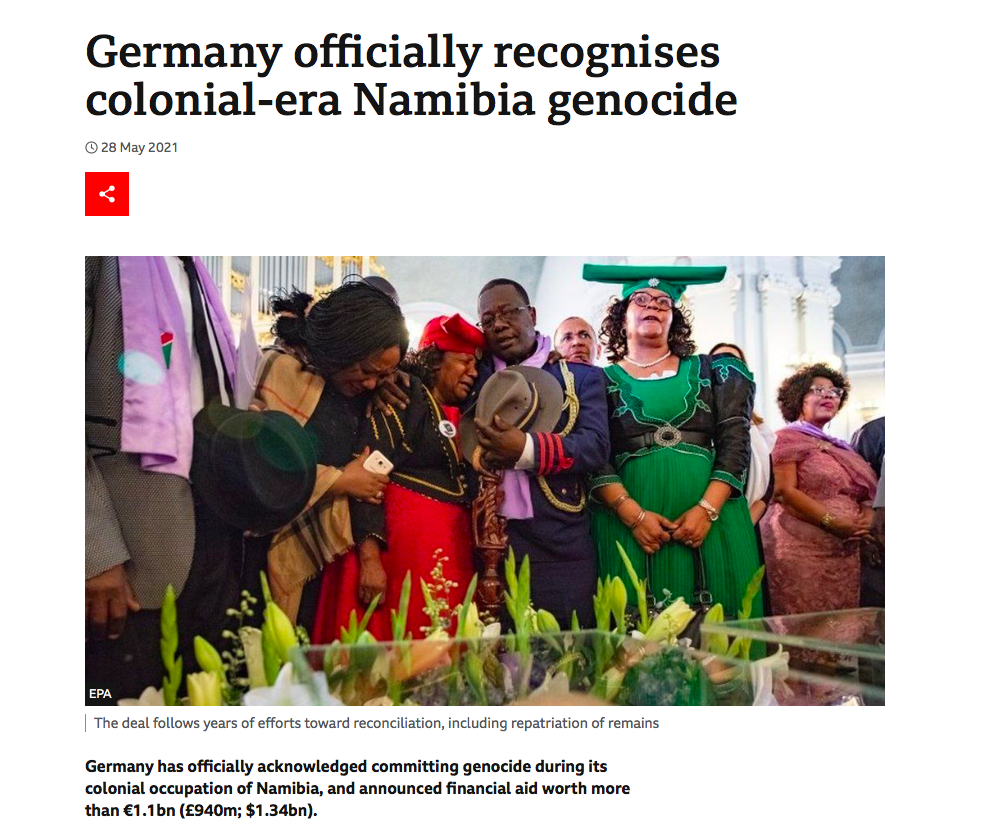 Germany officially recognises
colonial-era Namibia genocide
28 May 2021
EPA
The deal follows years of efforts toward reconciliation, including repatriation of remains
Germany has officially acknowledged committing genocide during its
colonial occupation of Namibia, and announced financial aid worth more
than €1.1bn (£940m; $1.34bn).